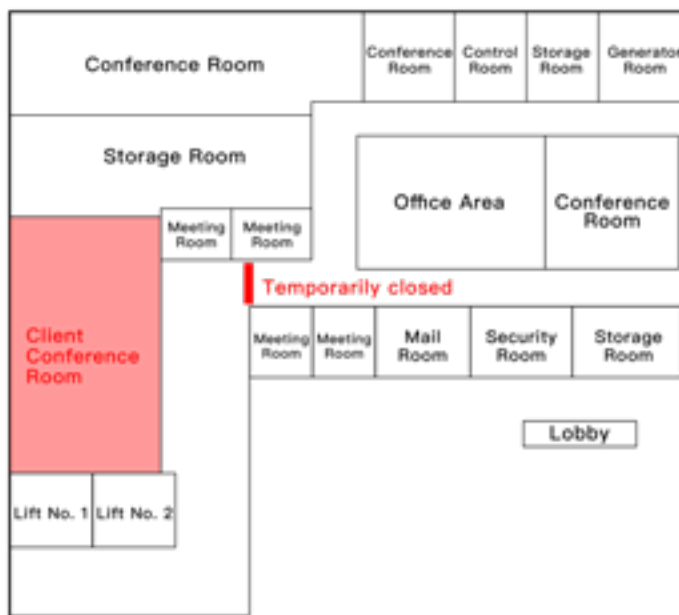 Conference Room
Conference
Room
Control
Room
Storage
Room
Generator
Room
Storage Room
Office Area
Conference
Room
Meeting
Room
Meeting
Room
Temporarily closed
Client
Conference
Room
Meeting
Room
Meeting
Room
Mail
Room
Security
Room
Storage
Room
Lobby
Lift No. 1
Lift No. 2